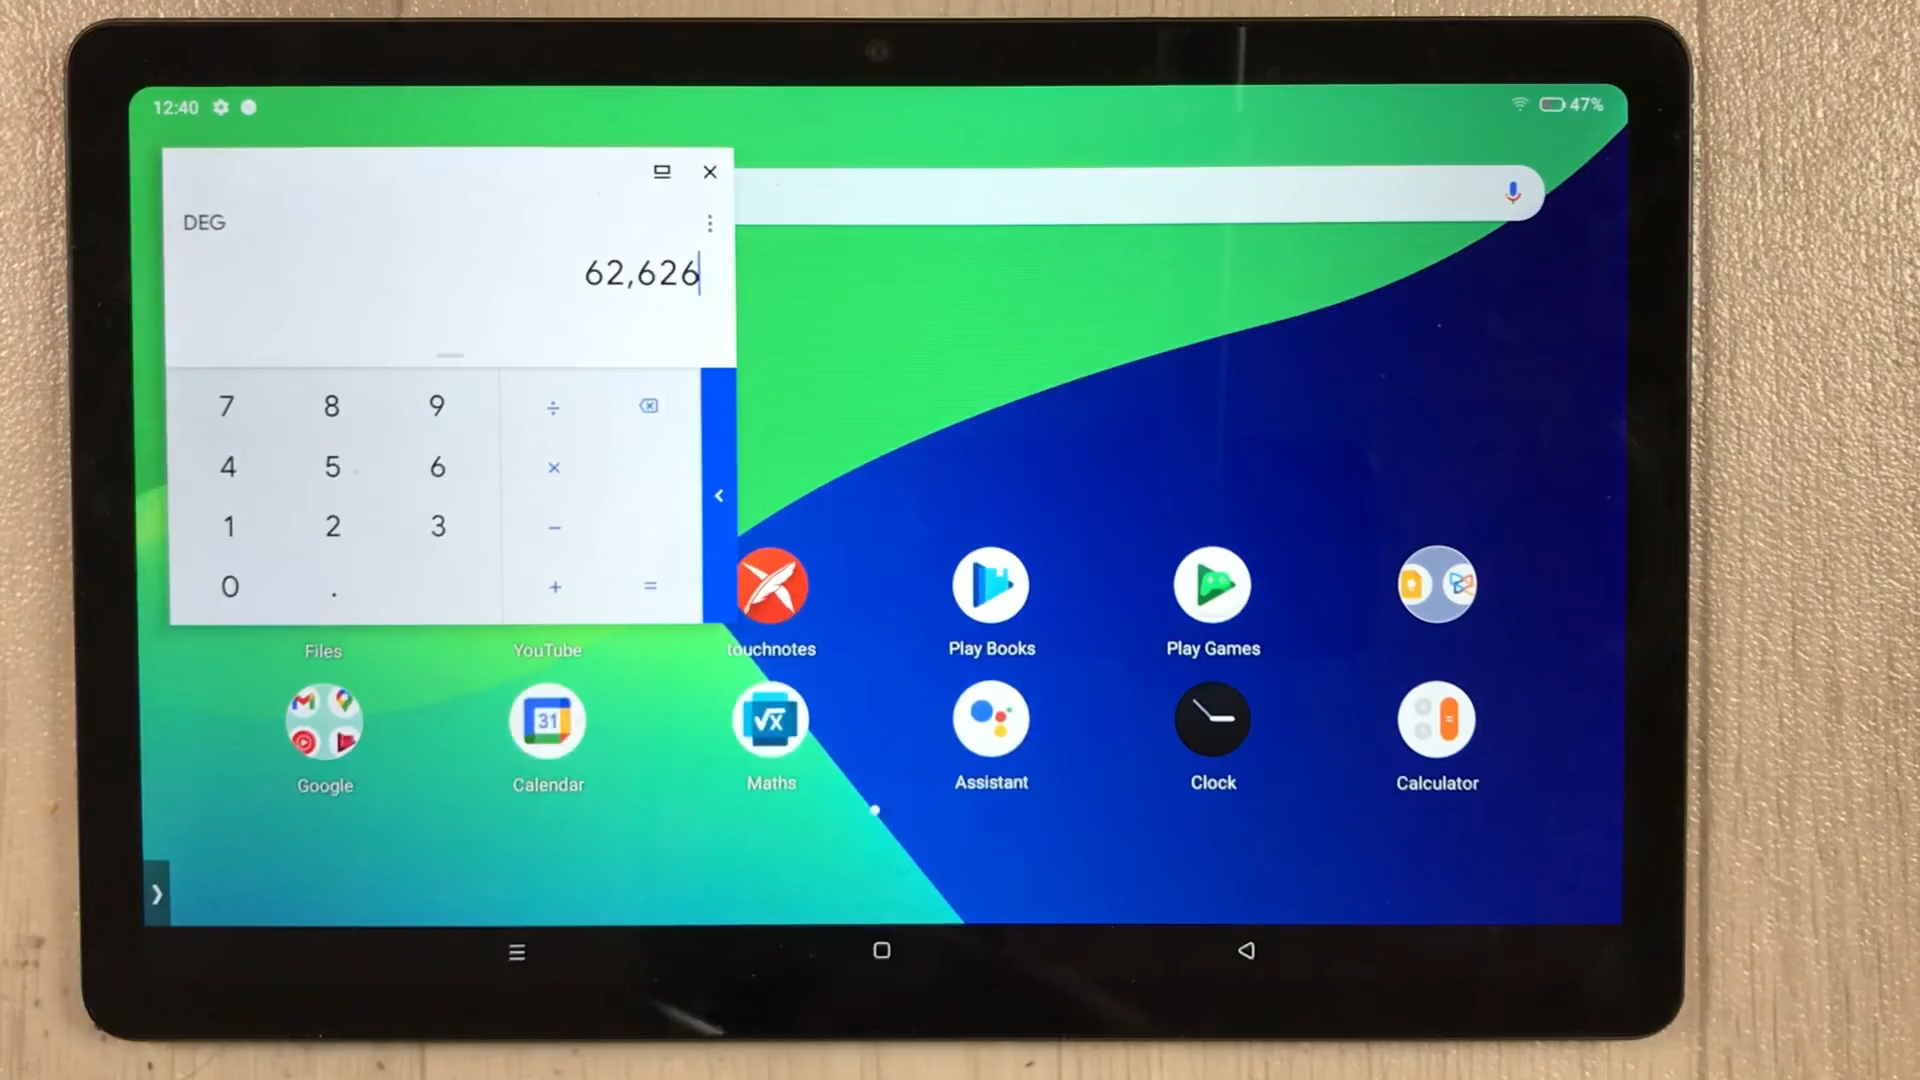 12:40
47%
DEG
62,626
7 8 9 ÷
4 5 6 ×
1 2 3 −
0 . + =
Files YouTube touchnotes Play Books Play Games
31
√x
=
Google Calendar Maths Assistant Clock Calculator